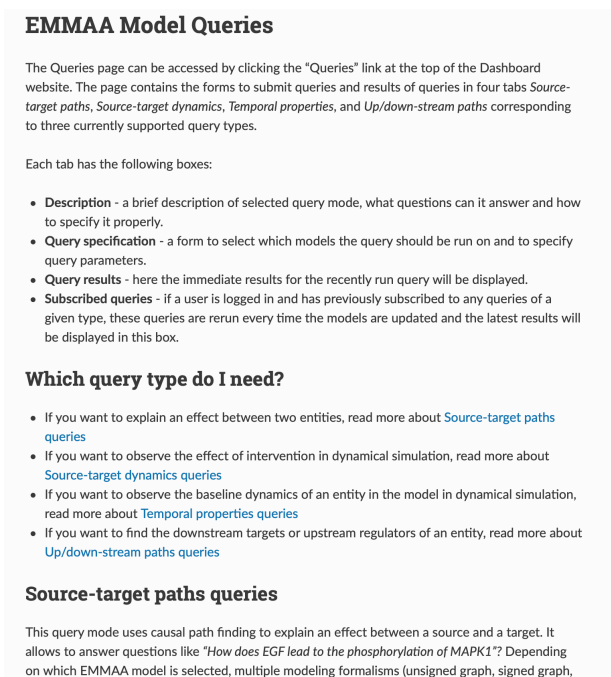 EMMAA Model Queries
The Queries page can be accessed by clicking the “Queries” link at the top of the Dashboard
website. The page contains the forms to submit queries and results of queries in four tabs Source-
target paths, Source-target dynamics, Temporal properties, and Up/down-stream paths corresponding
to three currently supported query types.
Each tab has the following boxes:
• Description - a brief description of selected query mode, what questions can it answer and how
to specify it properly.
• Query specification - a form to select which models the query should be run on and to specify
query parameters.
• Query results - here the immediate results for the recently run query will be displayed.
• Subscribed queries - if a user is logged in and has previously subscribed to any queries of a
given type, these queries are rerun every time the models are updated and the latest results will
be displayed in this box.
Which query type do I need?
• If you want to explain an effect between two entities, read more about Source-target paths
queries
• If you want to observe the effect of intervention in dynamical simulation, read more about
Source-target dynamics queries
• If you want to observe the baseline dynamics of an entity in the model in dynamical simulation,
read more about Temporal properties queries
• If you want to find the downstream targets or upstream regulators of an entity, read more about
Up/down-stream paths queries
Source-target paths queries
This query mode uses causal path finding to explain an effect between a source and a target. It
allows to answer questions like “How does EGF lead to the phosphorylation of MAPK1”? Depending
on which EMMAA model is selected, multiple modeling formalisms (unsigned graph, signed graph,